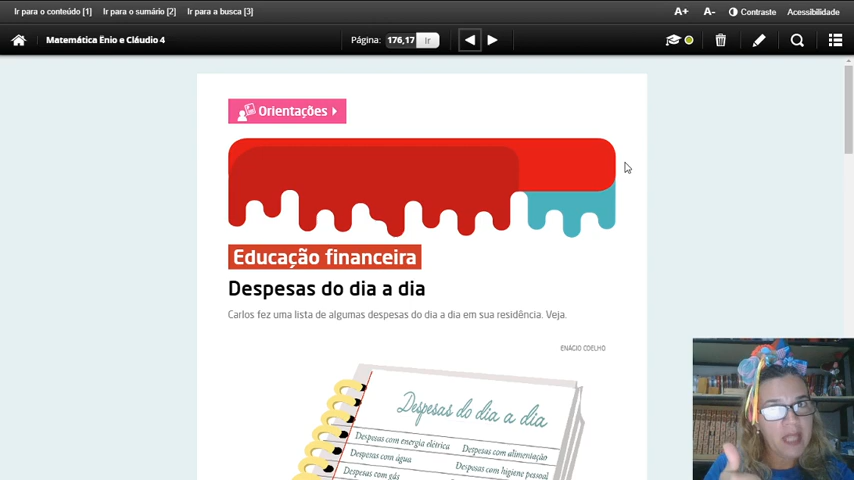 Ir para o conteúdo [1] Ir para o sumário [2] Ir para a busca [3] A+ A- Contraste Acessibilidade
Matemática Ênio e Cláudio 4 Página: 176,17 Ir
Orientações
Educação financeira
Despesas do dia a dia
Carlos fez uma lista de algumas despesas do dia a dia em sua residência. Veja.
ENÁGIO COELHO
Despesas do dia a dia
Despesas com energia elétrica Despesas com alimentação
Despesas com água Despesas com higiene pessoal
Despesas com gás